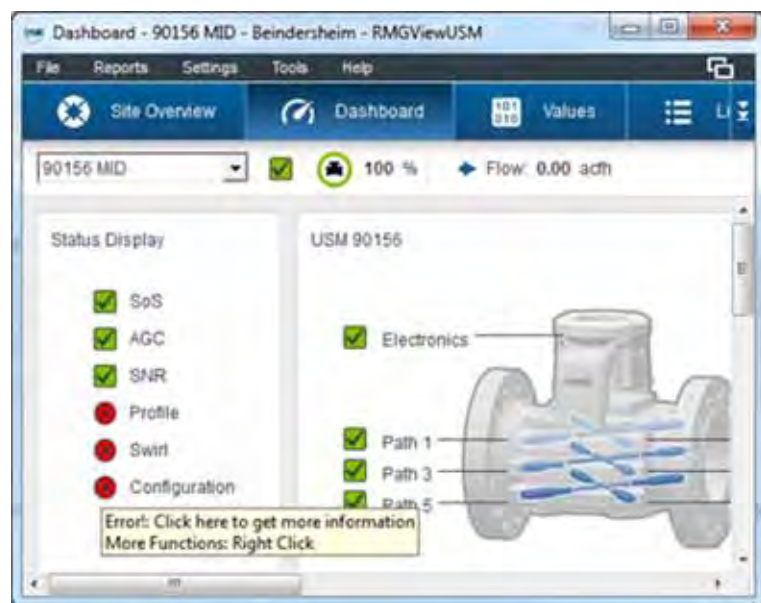 Dashboard - 90156 MID - Beindersheim - RMGViewUSM
File Reports Settings Tools Help
Site Overview Dashboard 101 010 Values
90156 MID 100 % Flow: 0.00 acfh
Status Display
SoS
AGC
SNR
Profile
Swirl
Configuration
USM 90156
Electronics
Path 1
Path 3
Path 5
Error!: Click here to get more information
More Functions: Right Click